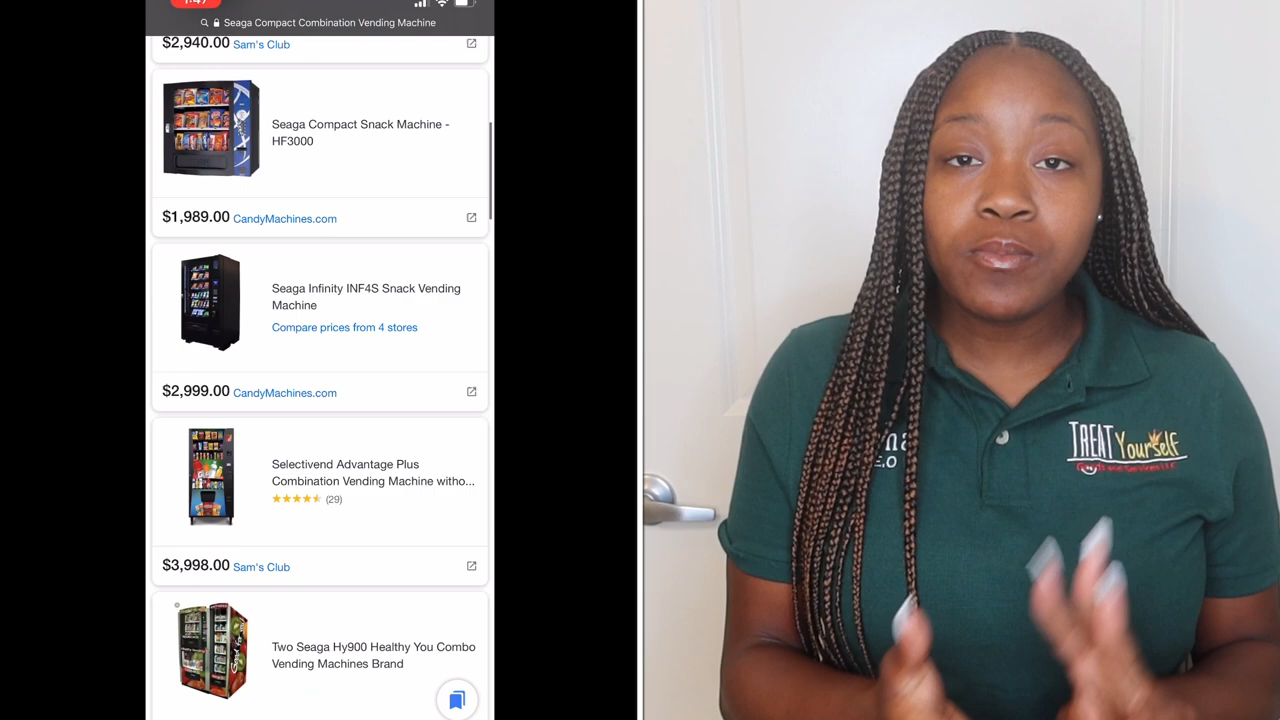 1:47
Seaga Compact Combination Vending Machine
$2,940.00 Sam's Club
Seaga Compact Snack Machine -
HF3000
$1,989.00 CandyMachines.com
Seaga Infinity INF4S Snack Vending
Machine
Compare prices from 4 stores
$2,999.00 CandyMachines.com
Selectivend Advantage Plus
Combination Vending Machine witho...
(29)
$3,998.00 Sam's Club
Two Seaga Hy900 Healthy You Combo
Vending Machines Brand
TREAT Yourself